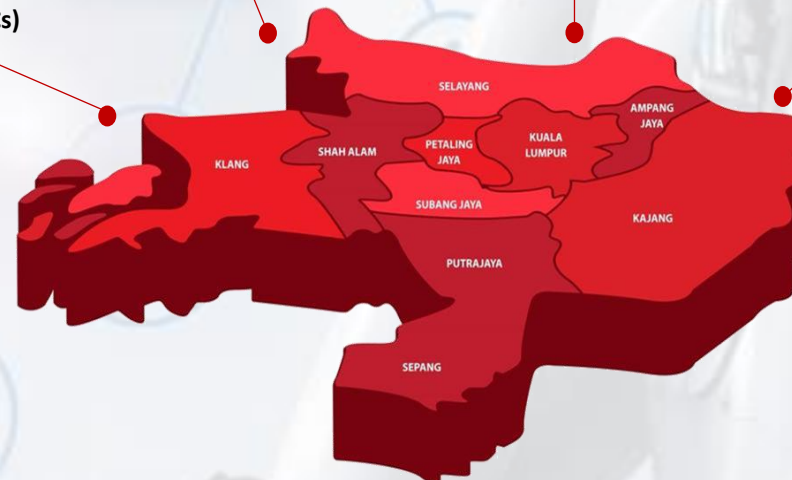 s)
SELAYANG
AMPANG
JAYA
KUALA
LUMPUR
PETALING
JAYA
SHAH ALAM
KLANG
SUBANG JAYA
KAJANG
PUTRAJAYA
SEPANG